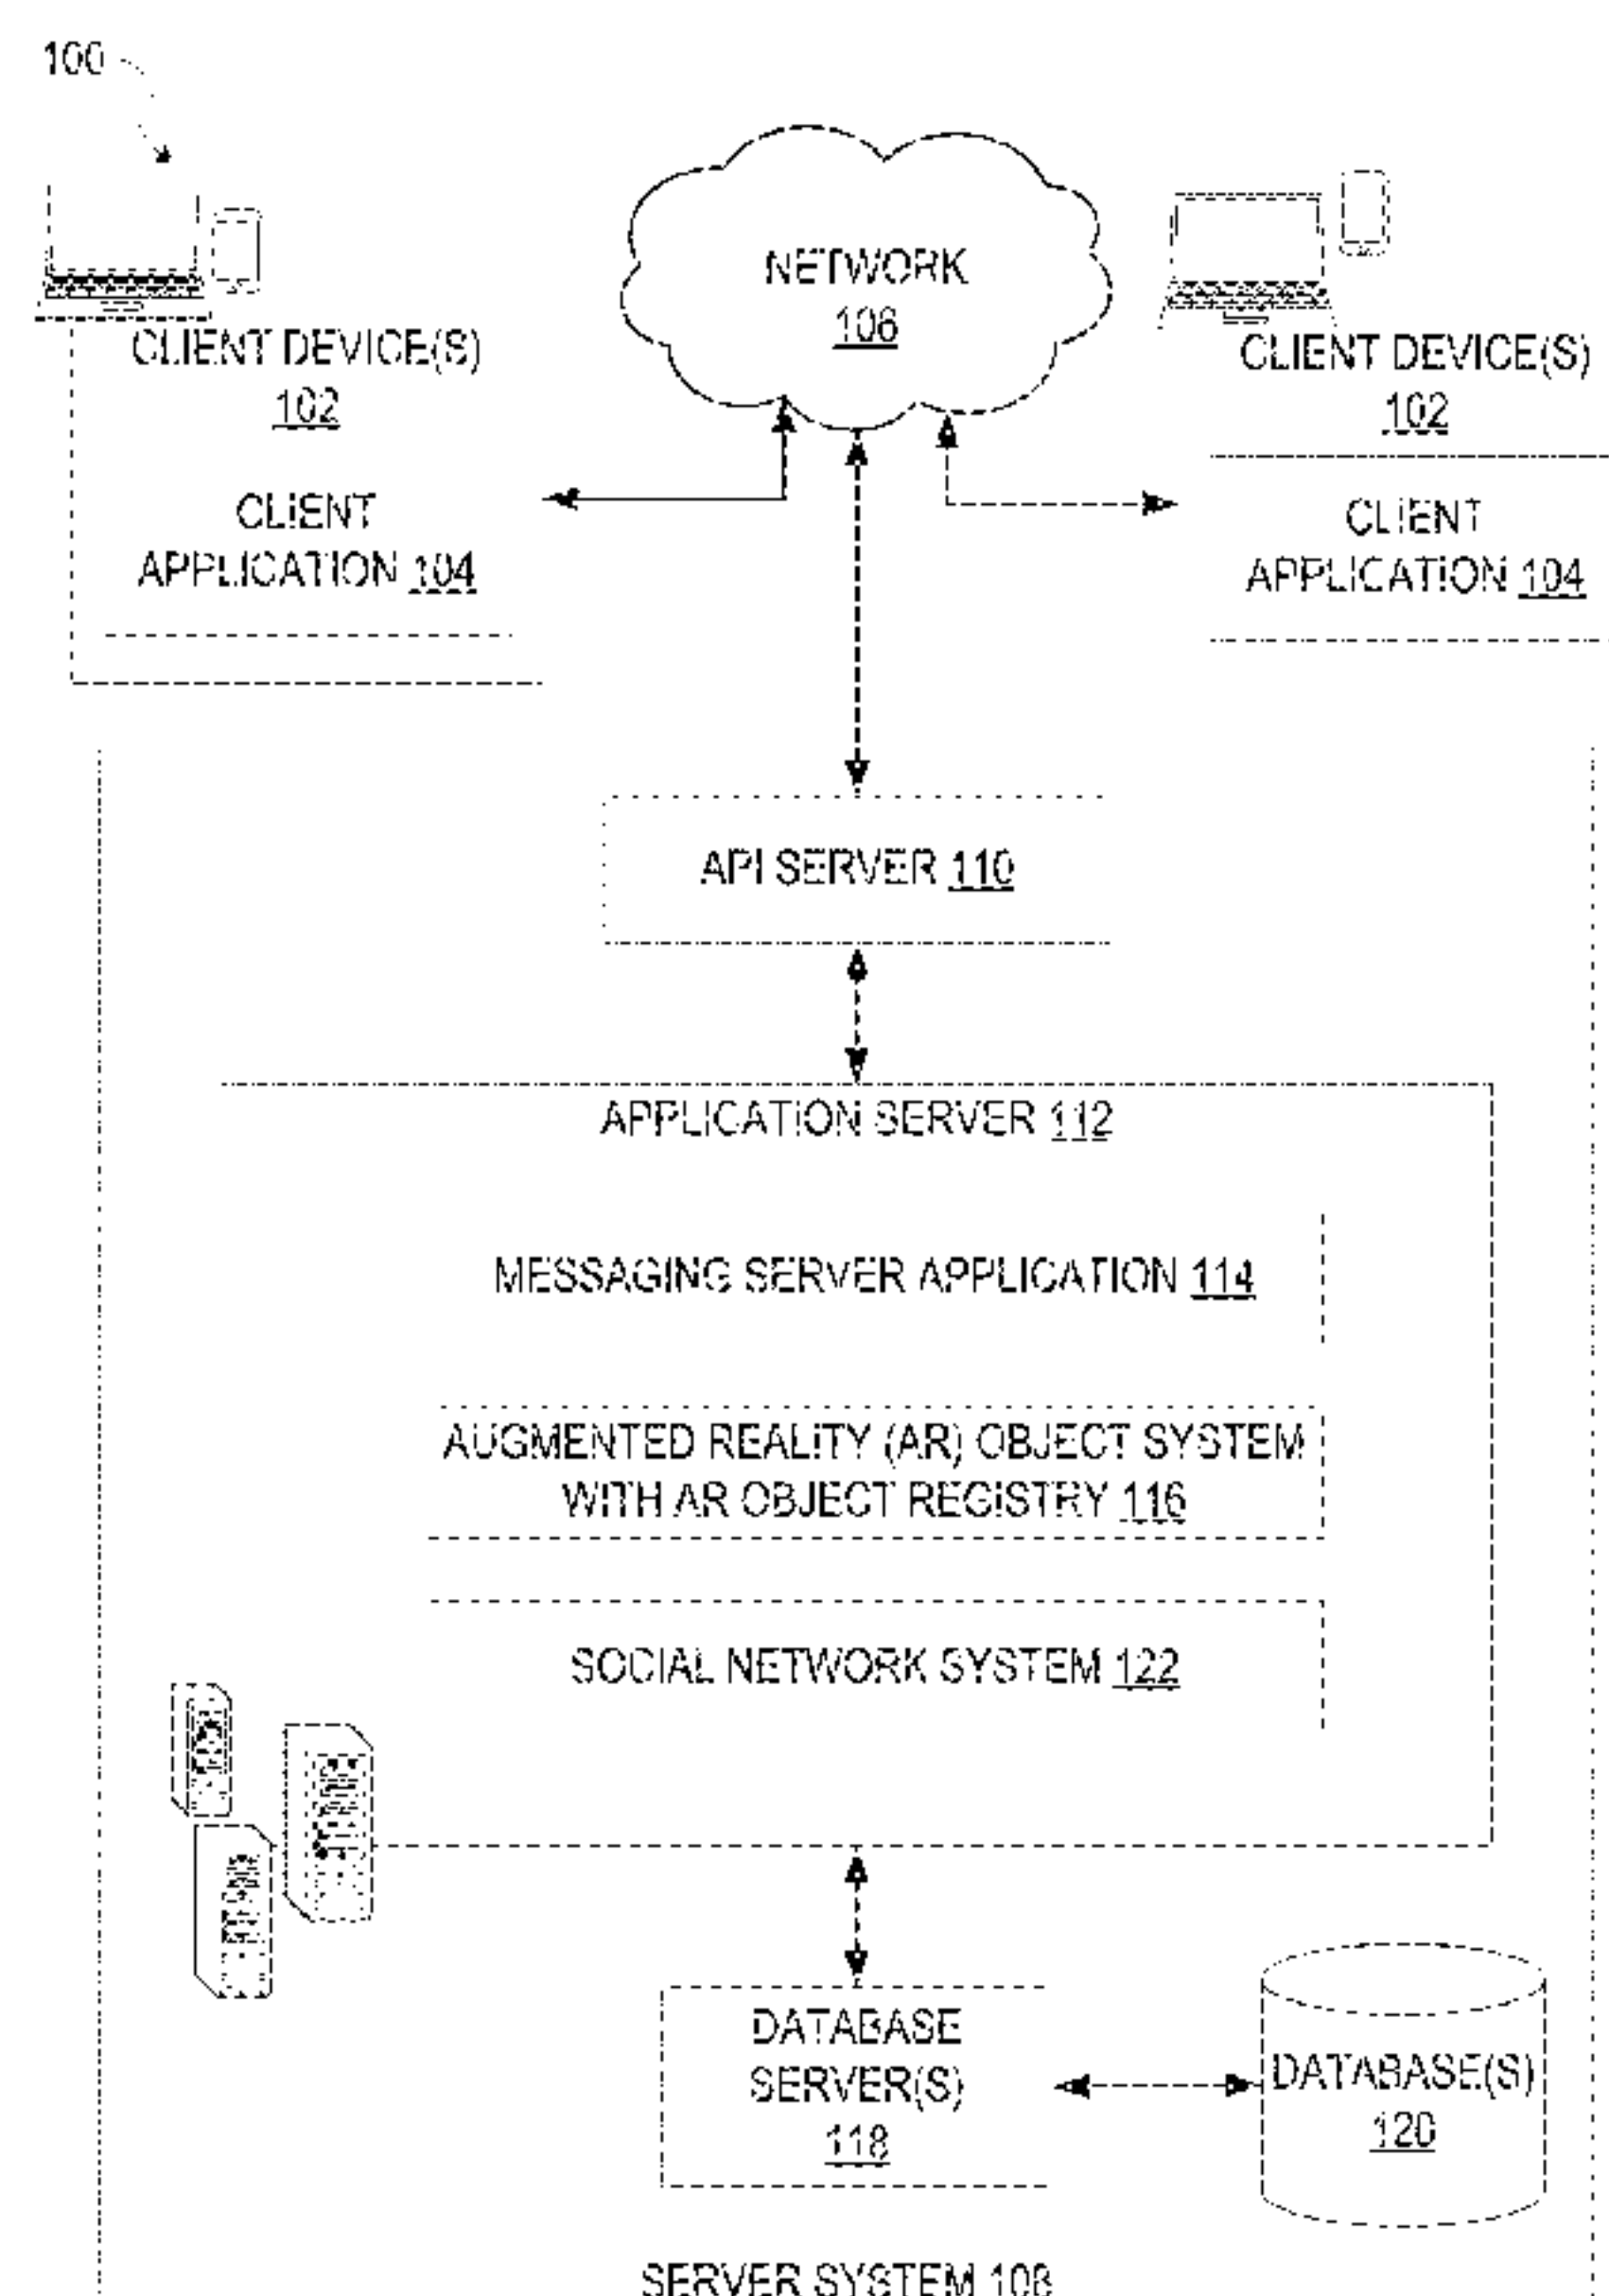 100
NETWORK
106
CLIENT DEVICE(S)
102
CLIENT
APPLICATION 104
CLIENT DEVICE(S)
102
CLIENT
APPLICATION 104
API SERVER 110
APPLICATION SERVER 112
MESSAGING SERVER APPLICATION 114
AUGMENTED REALITY (AR) OBJECT SYSTEM
WITH AR OBJECT REGISTRY 116
SOCIAL NETWORK SYSTEM 122
DATABASE
SERVER(S)
118
DATABASE(S)
120
SERVER SYSTEM 108